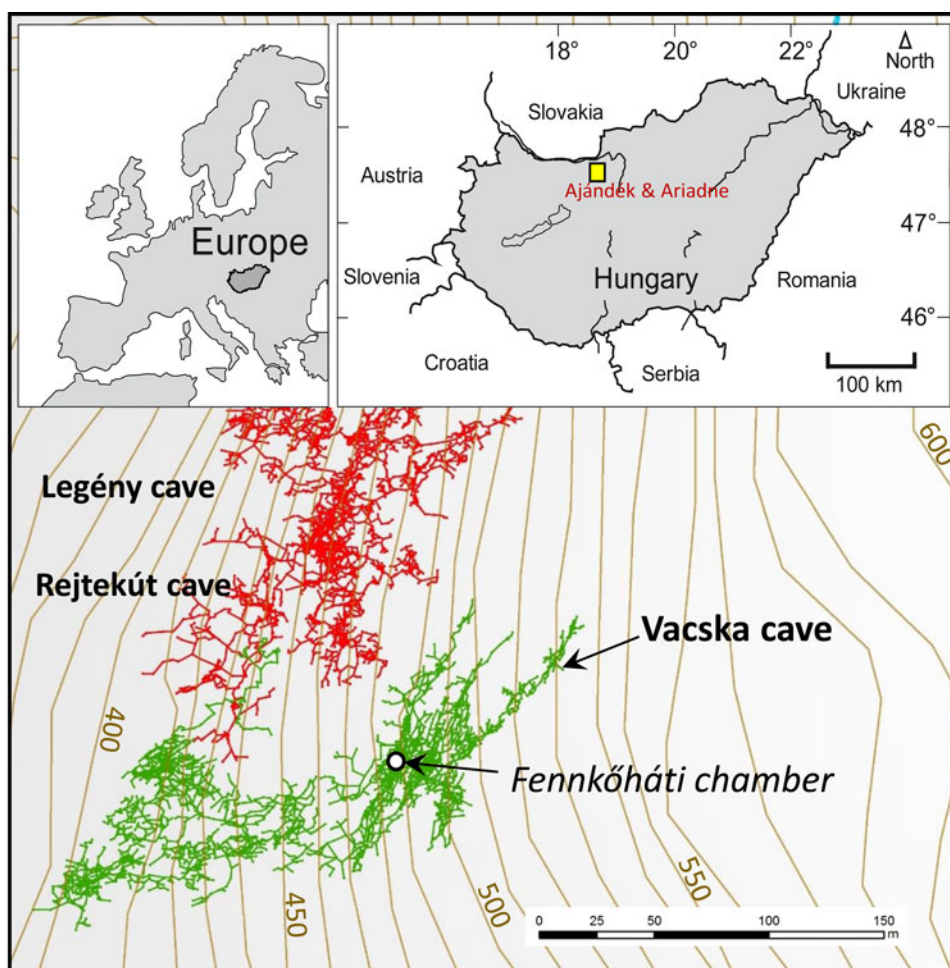 Europe
18°
20°
22°
North
Slovakia
Ukraine
48°
Austria
Ajándék & Ariadne
47°
Slovenia
Hungary
Romania
46°
Croatia
Serbia
100 km
600
Legény cave
Rejtekút cave
Vacska cave
400
Fennkőháti chamber
450
500
550
0 25 50 100 150
m